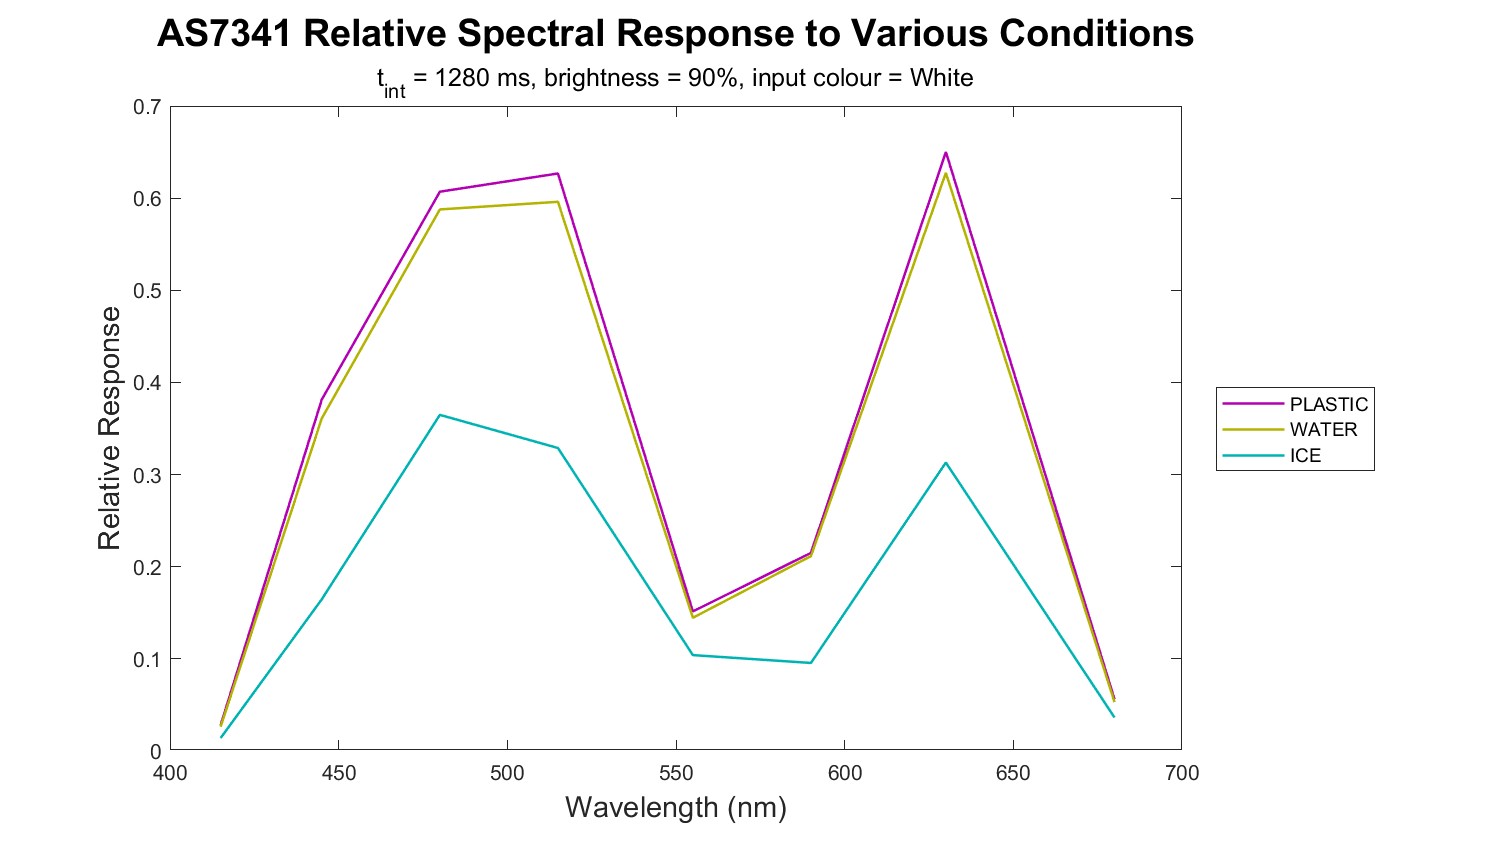 AS7341 Relative Spectral Response to Various Conditions
t_int = 1280 ms, brightness = 90%, input colour = White
0.7
0.6
0.5
0.4
0.3
0.2
0.1
0
Relative Response
400 450 500 550 600 650 700
Wavelength (nm)
PLASTIC
WATER
ICE